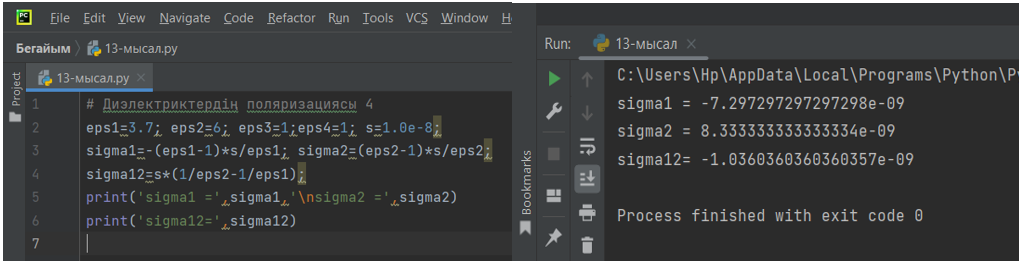 PC File Edit View Navigate Code Refactor Run Tools VCS Window
Бегайым 13-мысал.py
Project
13-мысал.py
1 # Диэлектриктердің поляризациясы 4
2 eps1=3.7; eps2=6; eps3=1;eps4=1; s=1.0e-8;
3 sigma1=-(eps1-1)*s/eps1; sigma2=(eps2-1)*s/eps2;
4 sigma12=s*(1/eps2-1/eps1);
5 print('sigma1 =',sigma1,'\nsigma2 =',sigma2)
6 print('sigma12=',sigma12)
7
Run: 13-мысал
C:\Users\Hp\AppData\Local\Programs\Python\Py
sigma1 = -7.297297297297298e-09
sigma2 = 8.333333333333334e-09
sigma12= -1.0360360360360357e-09
Process finished with exit code 0
Bookmarks